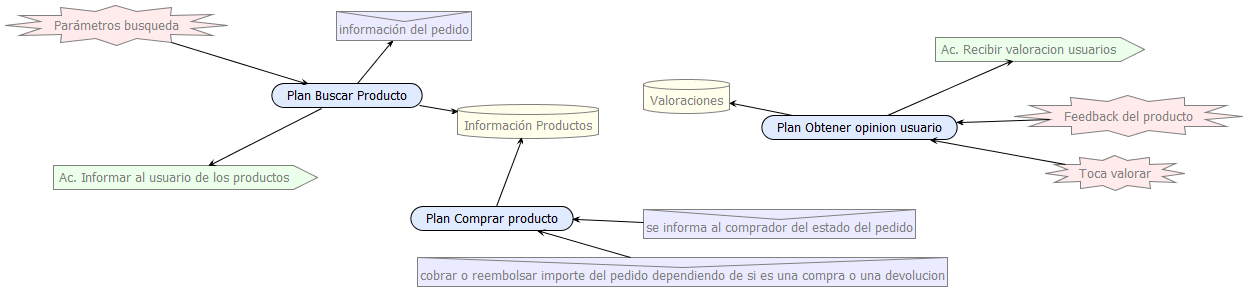 Parámetros busqueda
información del pedido
Ac. Recibir valoracion usuarios
Plan Buscar Producto
Valoraciones
Información Productos
Plan Obtener opinion usuario
Feedback del producto
Ac. Informar al usuario de los productos
Toca valorar
Plan Comprar producto
se informa al comprador del estado del pedido
cobrar o reembolsar importe del pedido dependiendo de si es una compra o una devolucion